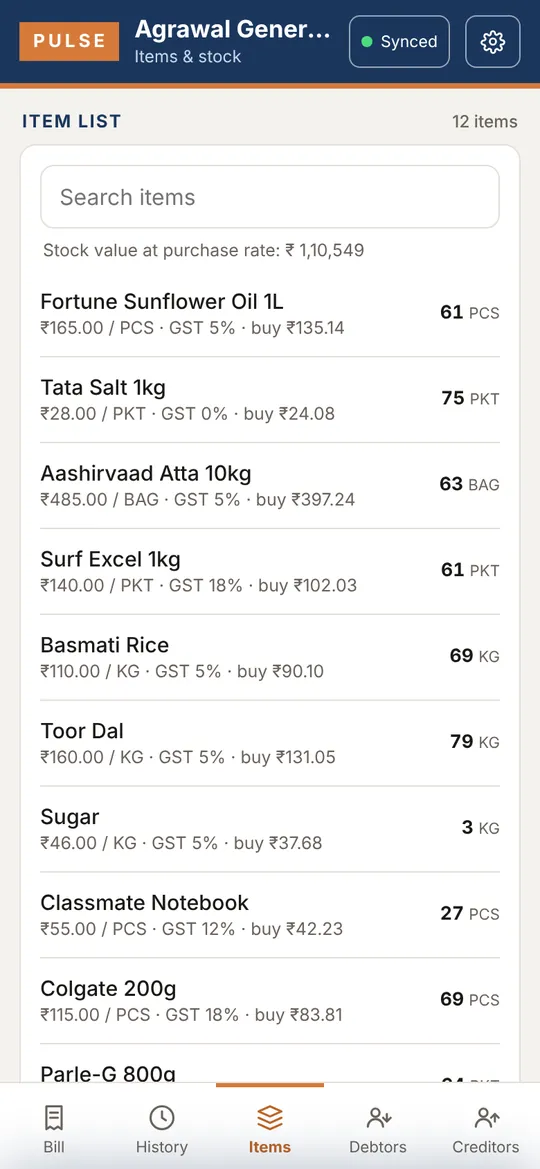 PULSE
Agrawal Gener...
Items & stock
Synced
ITEM LIST
12 items
Search items
Stock value at purchase rate: ₹ 1,10,549
Fortune Sunflower Oil 1L
₹165.00 / PCS · GST 5% · buy ₹135.14
61 PCS
Tata Salt 1kg
₹28.00 / PKT · GST 0% · buy ₹24.08
75 PKT
Aashirvaad Atta 10kg
₹485.00 / BAG · GST 5% · buy ₹397.24
63 BAG
Surf Excel 1kg
₹140.00 / PKT · GST 18% · buy ₹102.03
61 PKT
Basmati Rice
₹110.00 / KG · GST 5% · buy ₹90.10
69 KG
Toor Dal
₹160.00 / KG · GST 5% · buy ₹131.05
79 KG
Sugar
₹46.00 / KG · GST 5% · buy ₹37.68
3 KG
Classmate Notebook
₹55.00 / PCS · GST 12% · buy ₹42.23
27 PCS
Colgate 200g
₹115.00 / PCS · GST 18% · buy ₹83.81
69 PCS
Parle-G 800g
Bill
History
Items
Debtors
Creditors